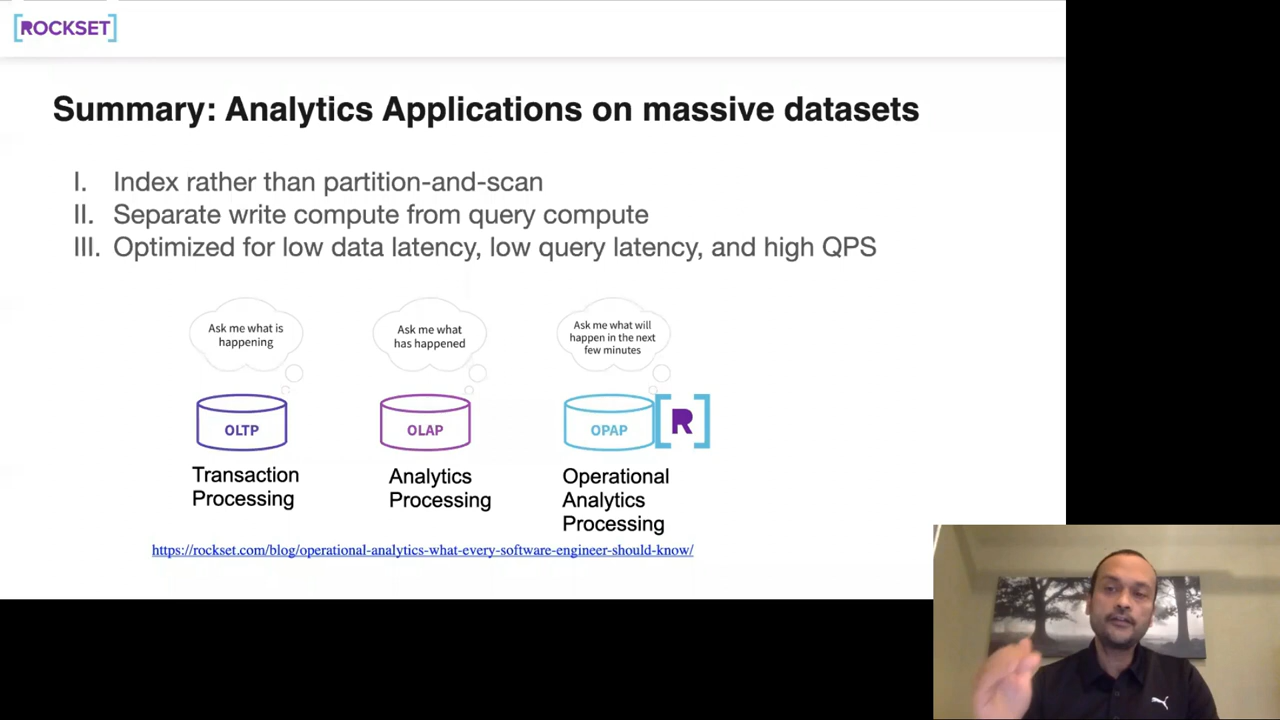 [ROCKSET]
Summary: Analytics Applications on massive datasets
I. Index rather than partition-and-scan
II. Separate write compute from query compute
III. Optimized for low data latency, low query latency, and high QPS
Ask me what is
happening
Ask me what
has happened
Ask me what will
happen in the next
few minutes
OLTP
OLAP
OPAP
[R]
Transaction
Processing
Analytics
Processing
Operational
Analytics
Processing
https://rockset.com/blog/operational-analytics-what-every-software-engineer-should-know/